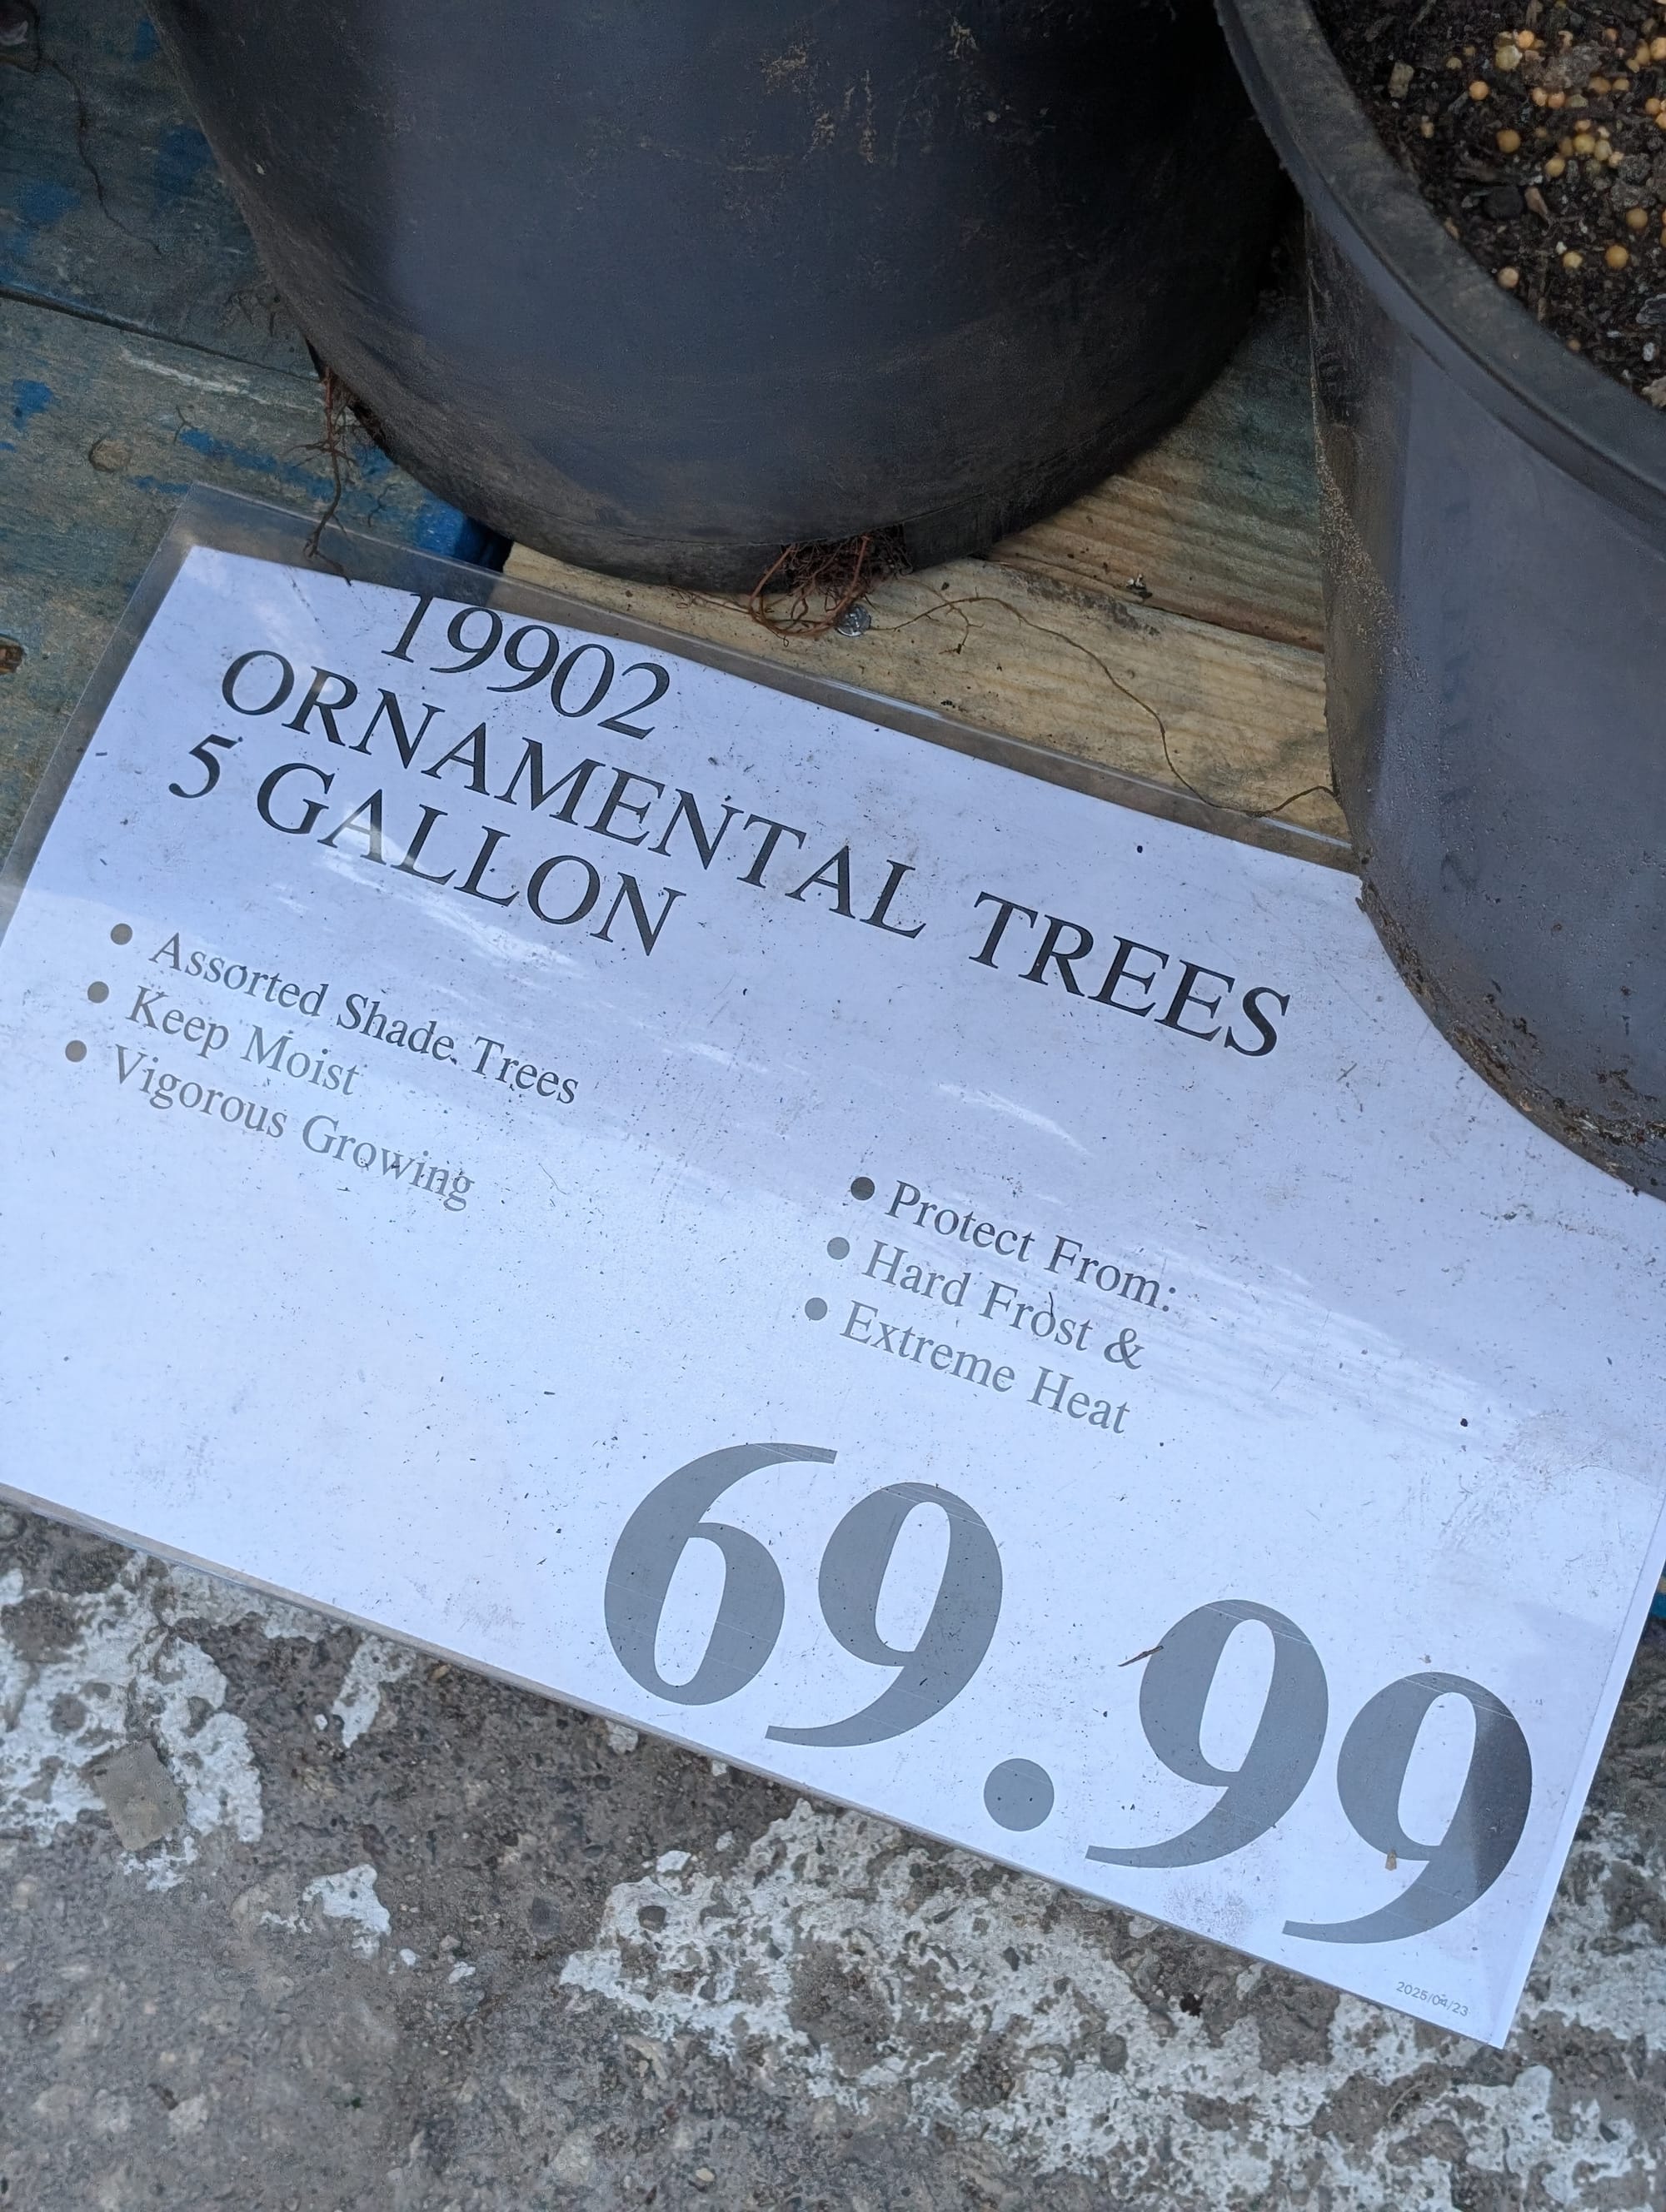 19902
ORNAMENTAL TREES
5 GALLON
• Assorted Shade Trees
• Keep Moist
• Vigorous Growing
• Protect From:
• Hard Frost &
• Extreme Heat
69.99
2025/04/23